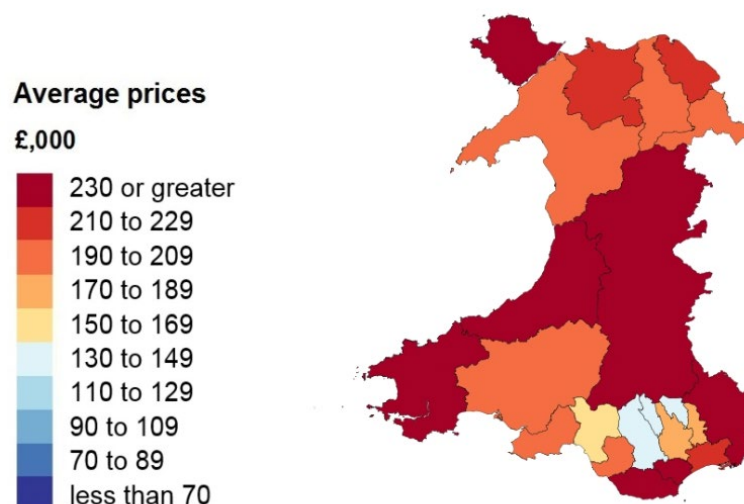 Average prices
£,000
230 or greater
210 to 229
190 to 209
170 to 189
150 to 169
130 to 149
110 to 129
90 to 109
70 to 89
less than 70